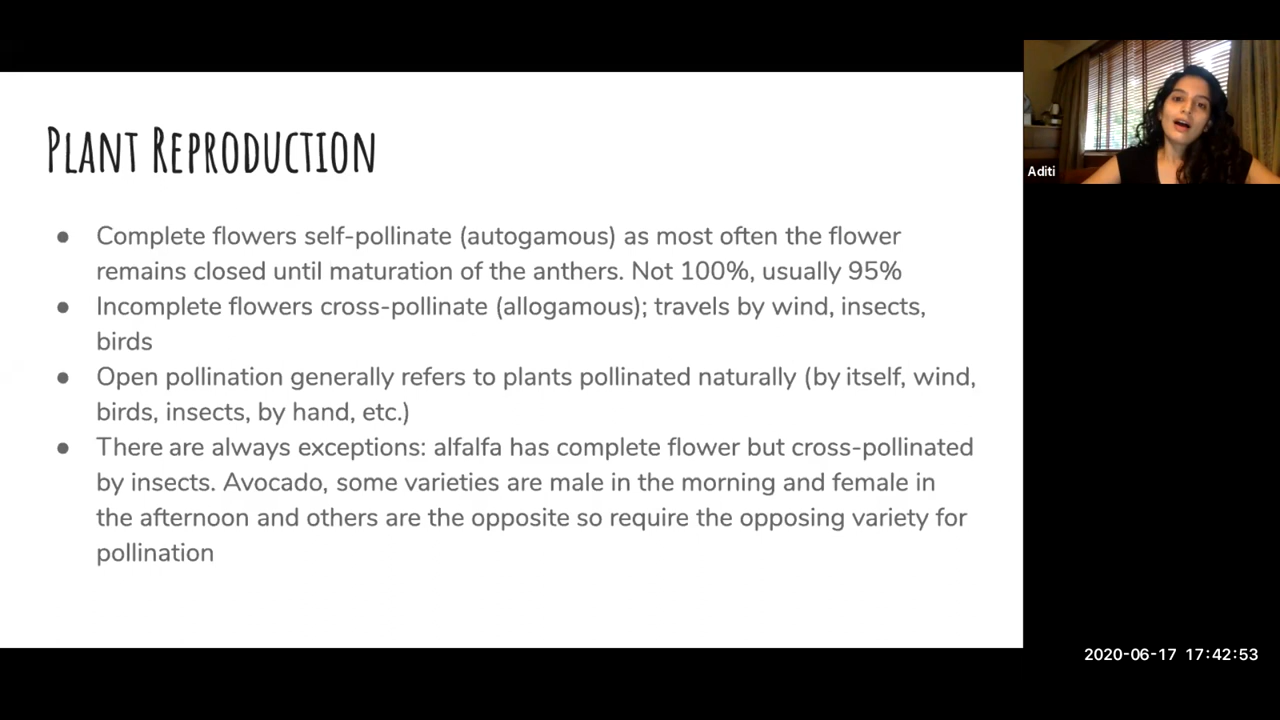 PLANT REPRODUCTION
● Complete flowers self-pollinate (autogamous) as most often the flower
remains closed until maturation of the anthers. Not 100%, usually 95%
● Incomplete flowers cross-pollinate (allogamous); travels by wind, insects,
birds
● Open pollination generally refers to plants pollinated naturally (by itself, wind,
birds, insects, by hand, etc.)
● There are always exceptions: alfalfa has complete flower but cross-pollinated
by insects. Avocado, some varieties are male in the morning and female in
the afternoon and others are the opposite so require the opposing variety for
pollination
Aditi
2020-06-17 17:42:53